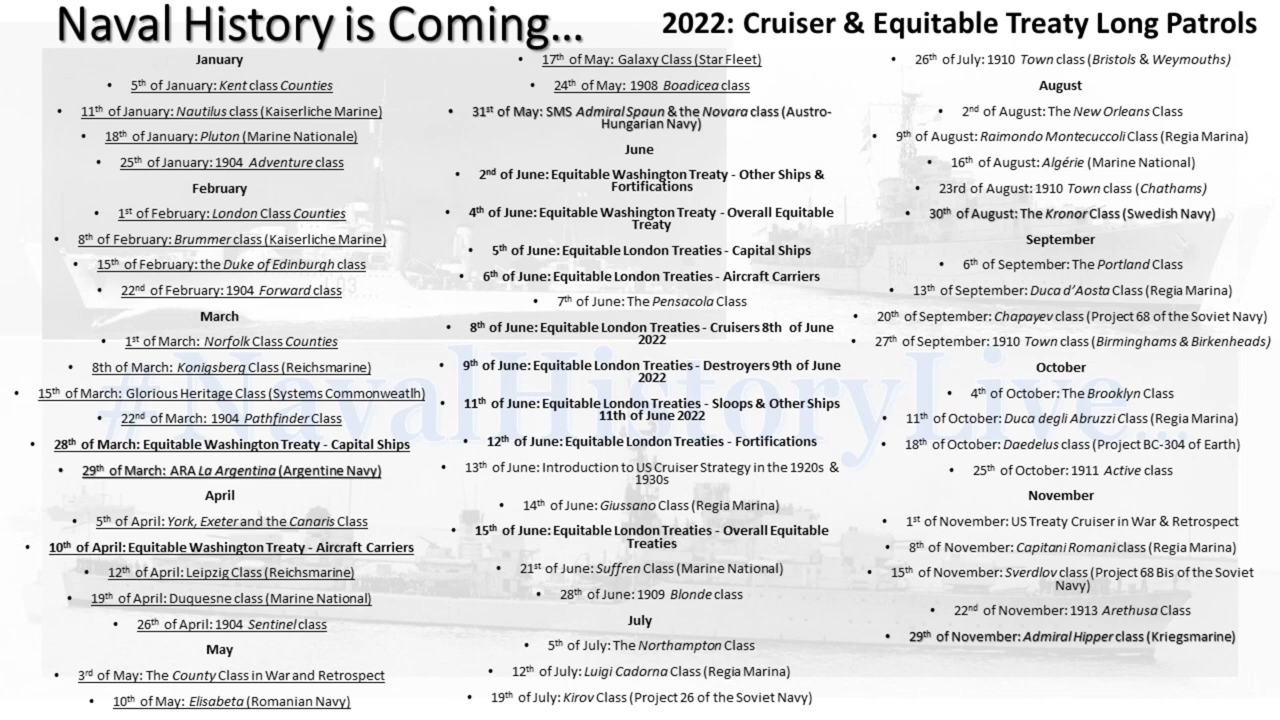 Naval History is Coming...
2022: Cruiser & Equitable Treaty Long Patrols
January
• 5th of January: Kent class Counties
• 11th of January: Nautilus class (Kaiserliche Marine)
• 18th of January: Pluton (Marine Nationale)
• 25th of January: 1904 Adventure class
February
• 1st of February: London Class Counties
• 8th of February: Brummer class (Kaiserliche Marine)
• 15th of February: the Duke of Edinburgh class
• 22nd of February: 1904 Forward class
March
• 1st of March: Norfolk Class Counties
• 8th of March: Konigsberg Class (Reichsmarine)
• 15th of March: Glorious Heritage Class (Systems Commonweatlh)
• 22nd of March: 1904 Pathfinder Class
• 28th of March: Equitable Washington Treaty - Capital Ships
• 29th of March: ARA La Argentina (Argentine Navy)
April
• 5th of April: York, Exeter and the Canaris Class
• 10th of April: Equitable Washington Treaty - Aircraft Carriers
• 12th of April: Leipzig Class (Reichsmarine)
• 19th of April: Duquesne class (Marine National)
• 26th of April: 1904 Sentinel class
May
• 3rd of May: The County Class in War and Retrospect
• 10th of May: Elisabeta (Romanian Navy)
• 17th of May: Galaxy Class (Star Fleet)
• 24th of May: 1908 Boadicea class
• 31st of May: SMS Admiral Spaun & the Novara class (Austro-
Hungarian Navy)
June
• 2nd of June: Equitable Washington Treaty - Other Ships &
Fortifications
• 4th of June: Equitable Washington Treaty - Overall Equitable
Treaty
• 5th of June: Equitable London Treaties - Capital Ships
• 6th of June: Equitable London Treaties - Aircraft Carriers
• 7th of June: The Pensacola Class
• 8th of June: Equitable London Treaties - Cruisers 8th of June
2022
• 9th of June: Equitable London Treaties - Destroyers 9th of June
2022
• 11th of June: Equitable London Treaties - Sloops & Other Ships
11th of June 2022
• 12th of June: Equitable London Treaties - Fortifications
• 13th of June: Introduction to US Cruiser Strategy in the 1920s &
1930s
• 14th of June: Giussano Class (Regia Marina)
• 15th of June: Equitable London Treaties - Overall Equitable
Treaties
• 21st of June: Suffren Class (Marine National)
• 28th of June: 1909 Blonde class
July
• 5th of July: The Northampton Class
• 12th of July: Luigi Cadorna Class (Regia Marina)
• 19th of July: Kirov Class (Project 26 of the Soviet Navy)
• 26th of July: 1910 Town class (Bristols & Weymouths)
August
• 2nd of August: The New Orleans Class
• 9th of August: Raimondo Montecuccoli Class (Regia Marina)
• 16th of August: Algérie (Marine National)
• 23rd of August: 1910 Town class (Chathams)
• 30th of August: The Kronor Class (Swedish Navy)
September
• 6th of September: The Portland Class
• 13th of September: Duca d'Aosta Class (Regia Marina)
• 20th of September: Chapayev class (Project 68 of the Soviet Navy)
• 27th of September: 1910 Town class (Birminghams & Birkenheads)
October
• 4th of October: The Brooklyn Class
• 11th of October: Duca degli Abruzzi Class (Regia Marina)
• 18th of October: Daedelus class (Project BC-304 of Earth)
• 25th of October: 1911 Active class
November
• 1st of November: US Treaty Cruiser in War & Retrospect
• 8th of November: Capitani Romani class (Regia Marina)
• 15th of November: Sverdlov class (Project 68 Bis of the Soviet
Navy)
• 22nd of November: 1913 Arethusa Class
• 29th of November: Admiral Hipper class (Kriegsmarine)
#NavalHistoryLive...